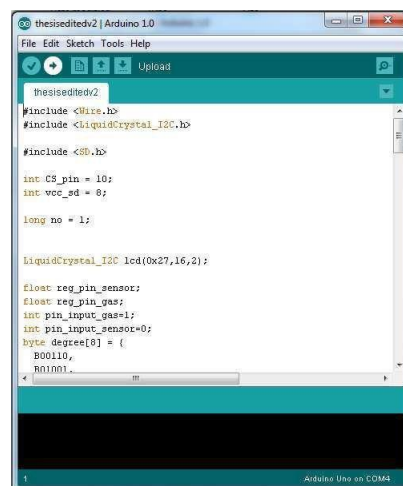 thesiseditedv2 | Arduino 1.0
File Edit Sketch Tools Help
Upload
thesiseditedv2
#include <Wire.h>
#include <LiquidCrystal_I2C.h>
#include <SD.h>
int CS_pin = 10;
int vcc_sd = 8;
long no = 1;
LiquidCrystal_I2C lcd(0x27,16,2);
float reg_pin_sensor;
float reg_pin_gas;
int pin_input_gas=1;
int pin_input_sensor=0;
byte degree[8] = {
B00110,
B01001,
1
Arduino Uno on COM4